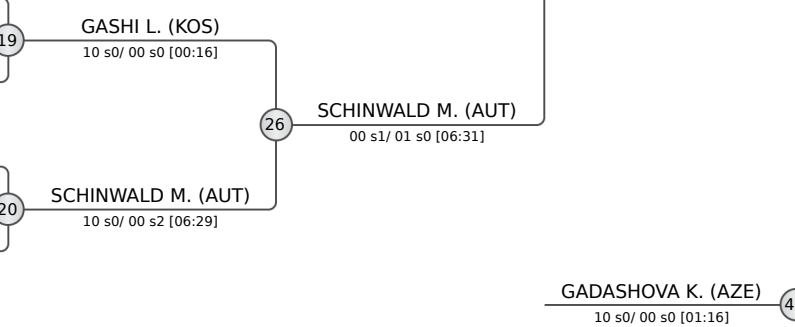 GASHI L. (KOS)
19
10 s0/ 00 s0 [00:16]
SCHINWALD M. (AUT)
26
00 s1/ 01 s0 [06:31]
SCHINWALD M. (AUT)
20
10 s0/ 00 s2 [06:29]
GADASHOVA K. (AZE)
4
10 s0/ 00 s0 [01:16]